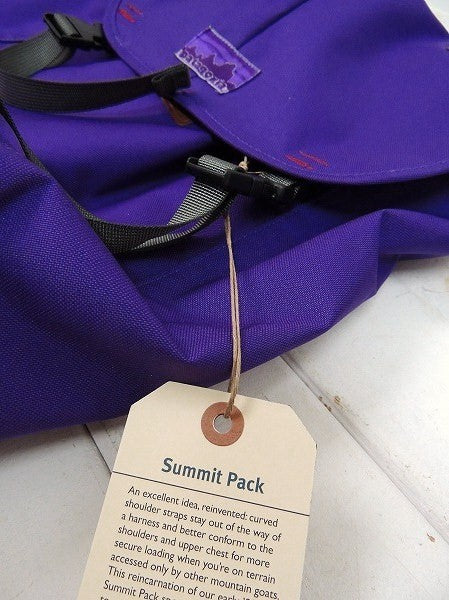 Summit Pack
An excellent idea, reinvented: curved
shoulder straps stay out of the way of
a harness and better conform to the
shoulders and upper chest for more
secure loading when you're on terrain
accessed only by other mountain goats.
This reincarnation of our early
Summit Pack